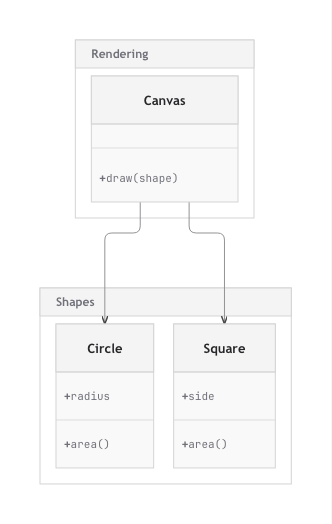 Rendering
Canvas
+draw(shape)
Shapes
Circle
+radius
+area()
Square
+side
+area()